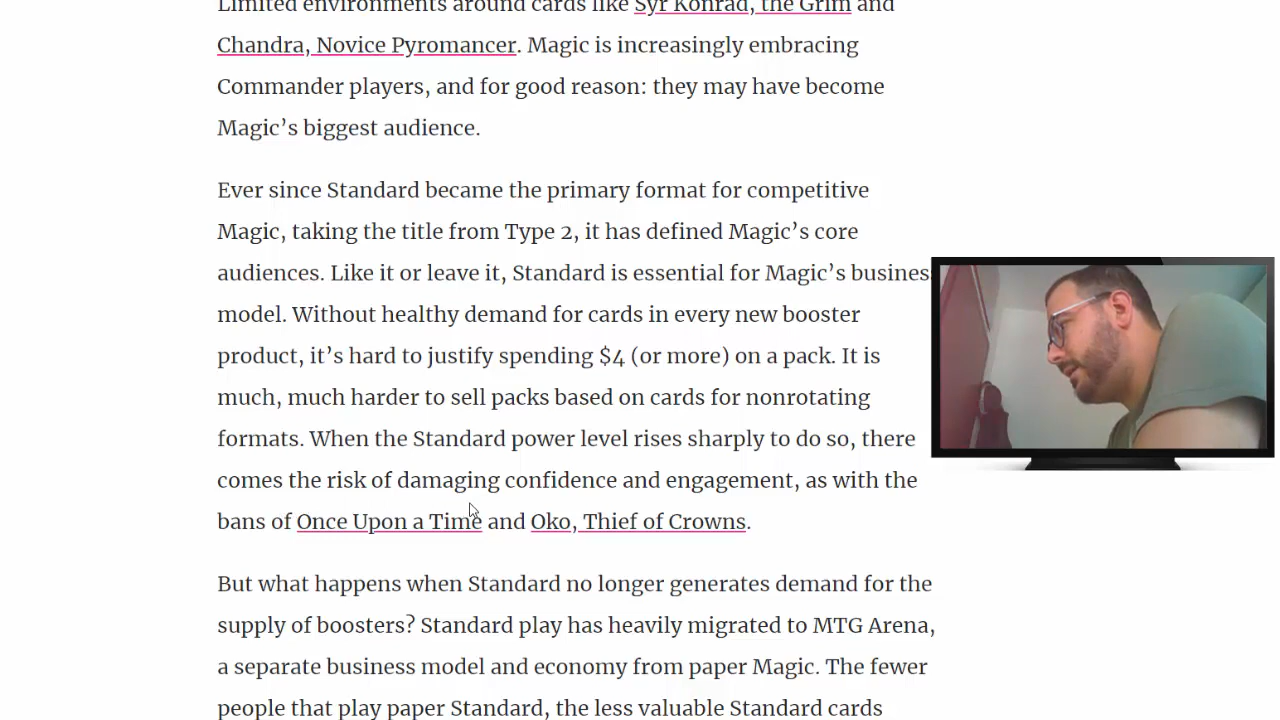 Limited environments around cards like Syr Konrad, the Grim and
Chandra, Novice Pyromancer. Magic is increasingly embracing
Commander players, and for good reason: they may have become
Magic’s biggest audience.
Ever since Standard became the primary format for competitive
Magic, taking the title from Type 2, it has defined Magic’s core
audiences. Like it or leave it, Standard is essential for Magic’s business
model. Without healthy demand for cards in every new booster
product, it’s hard to justify spending $4 (or more) on a pack. It is
much, much harder to sell packs based on cards for nonrotating
formats. When the Standard power level rises sharply to do so, there
comes the risk of damaging confidence and engagement, as with the
bans of Once Upon a Time and Oko, Thief of Crowns.
But what happens when Standard no longer generates demand for the
supply of boosters? Standard play has heavily migrated to MTG Arena,
a separate business model and economy from paper Magic. The fewer
people that play paper Standard, the less valuable Standard cards